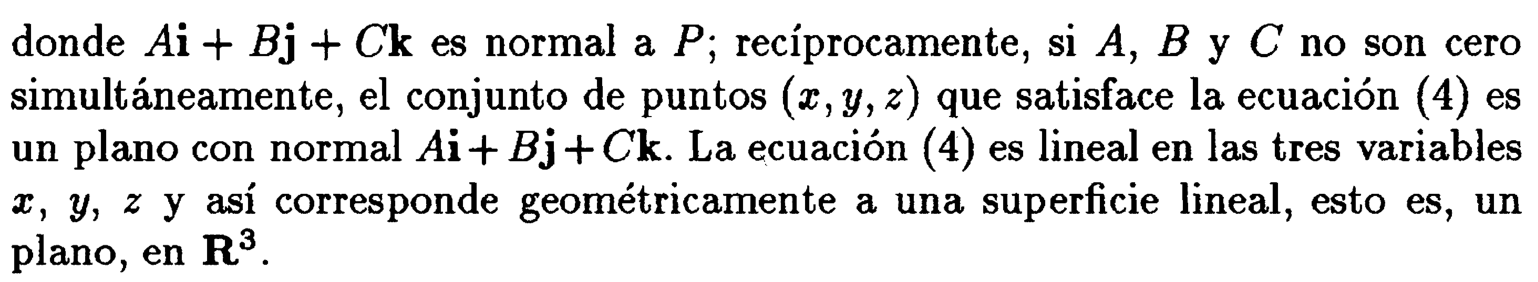 donde Ai + Bj + Ck es normal a P; recíprocamente, si A, B y C no son cero
simultáneamente, el conjunto de puntos (x, y, z) que satisface la ecuación (4) es
un plano con normal Ai + Bj + Ck. La ecuación (4) es lineal en las tres variables
x, y, z y así corresponde geométricamente a una superficie lineal, esto es, un
plano, en R³.